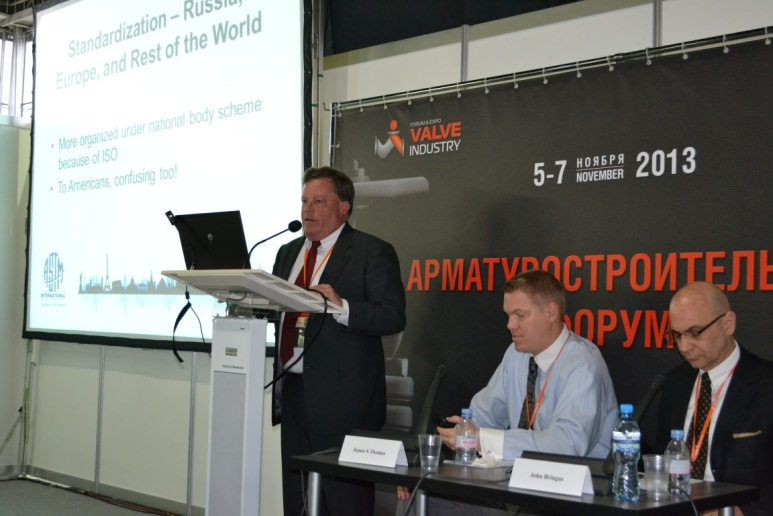 Standardization – Russia,
Europe, and Rest of the World
• More organized under national body scheme
because of ISO
• To Americans, confusing too!
ASTM
INTERNATIONAL
FORUM & EXPO
VALVE
INDUSTRY
5-7 НОЯБРЯ 2013
NOVEMBER
АРМАТУРОСТРОИТЕЛЬ
ФОРУМ
James S Thomas
John Bringas